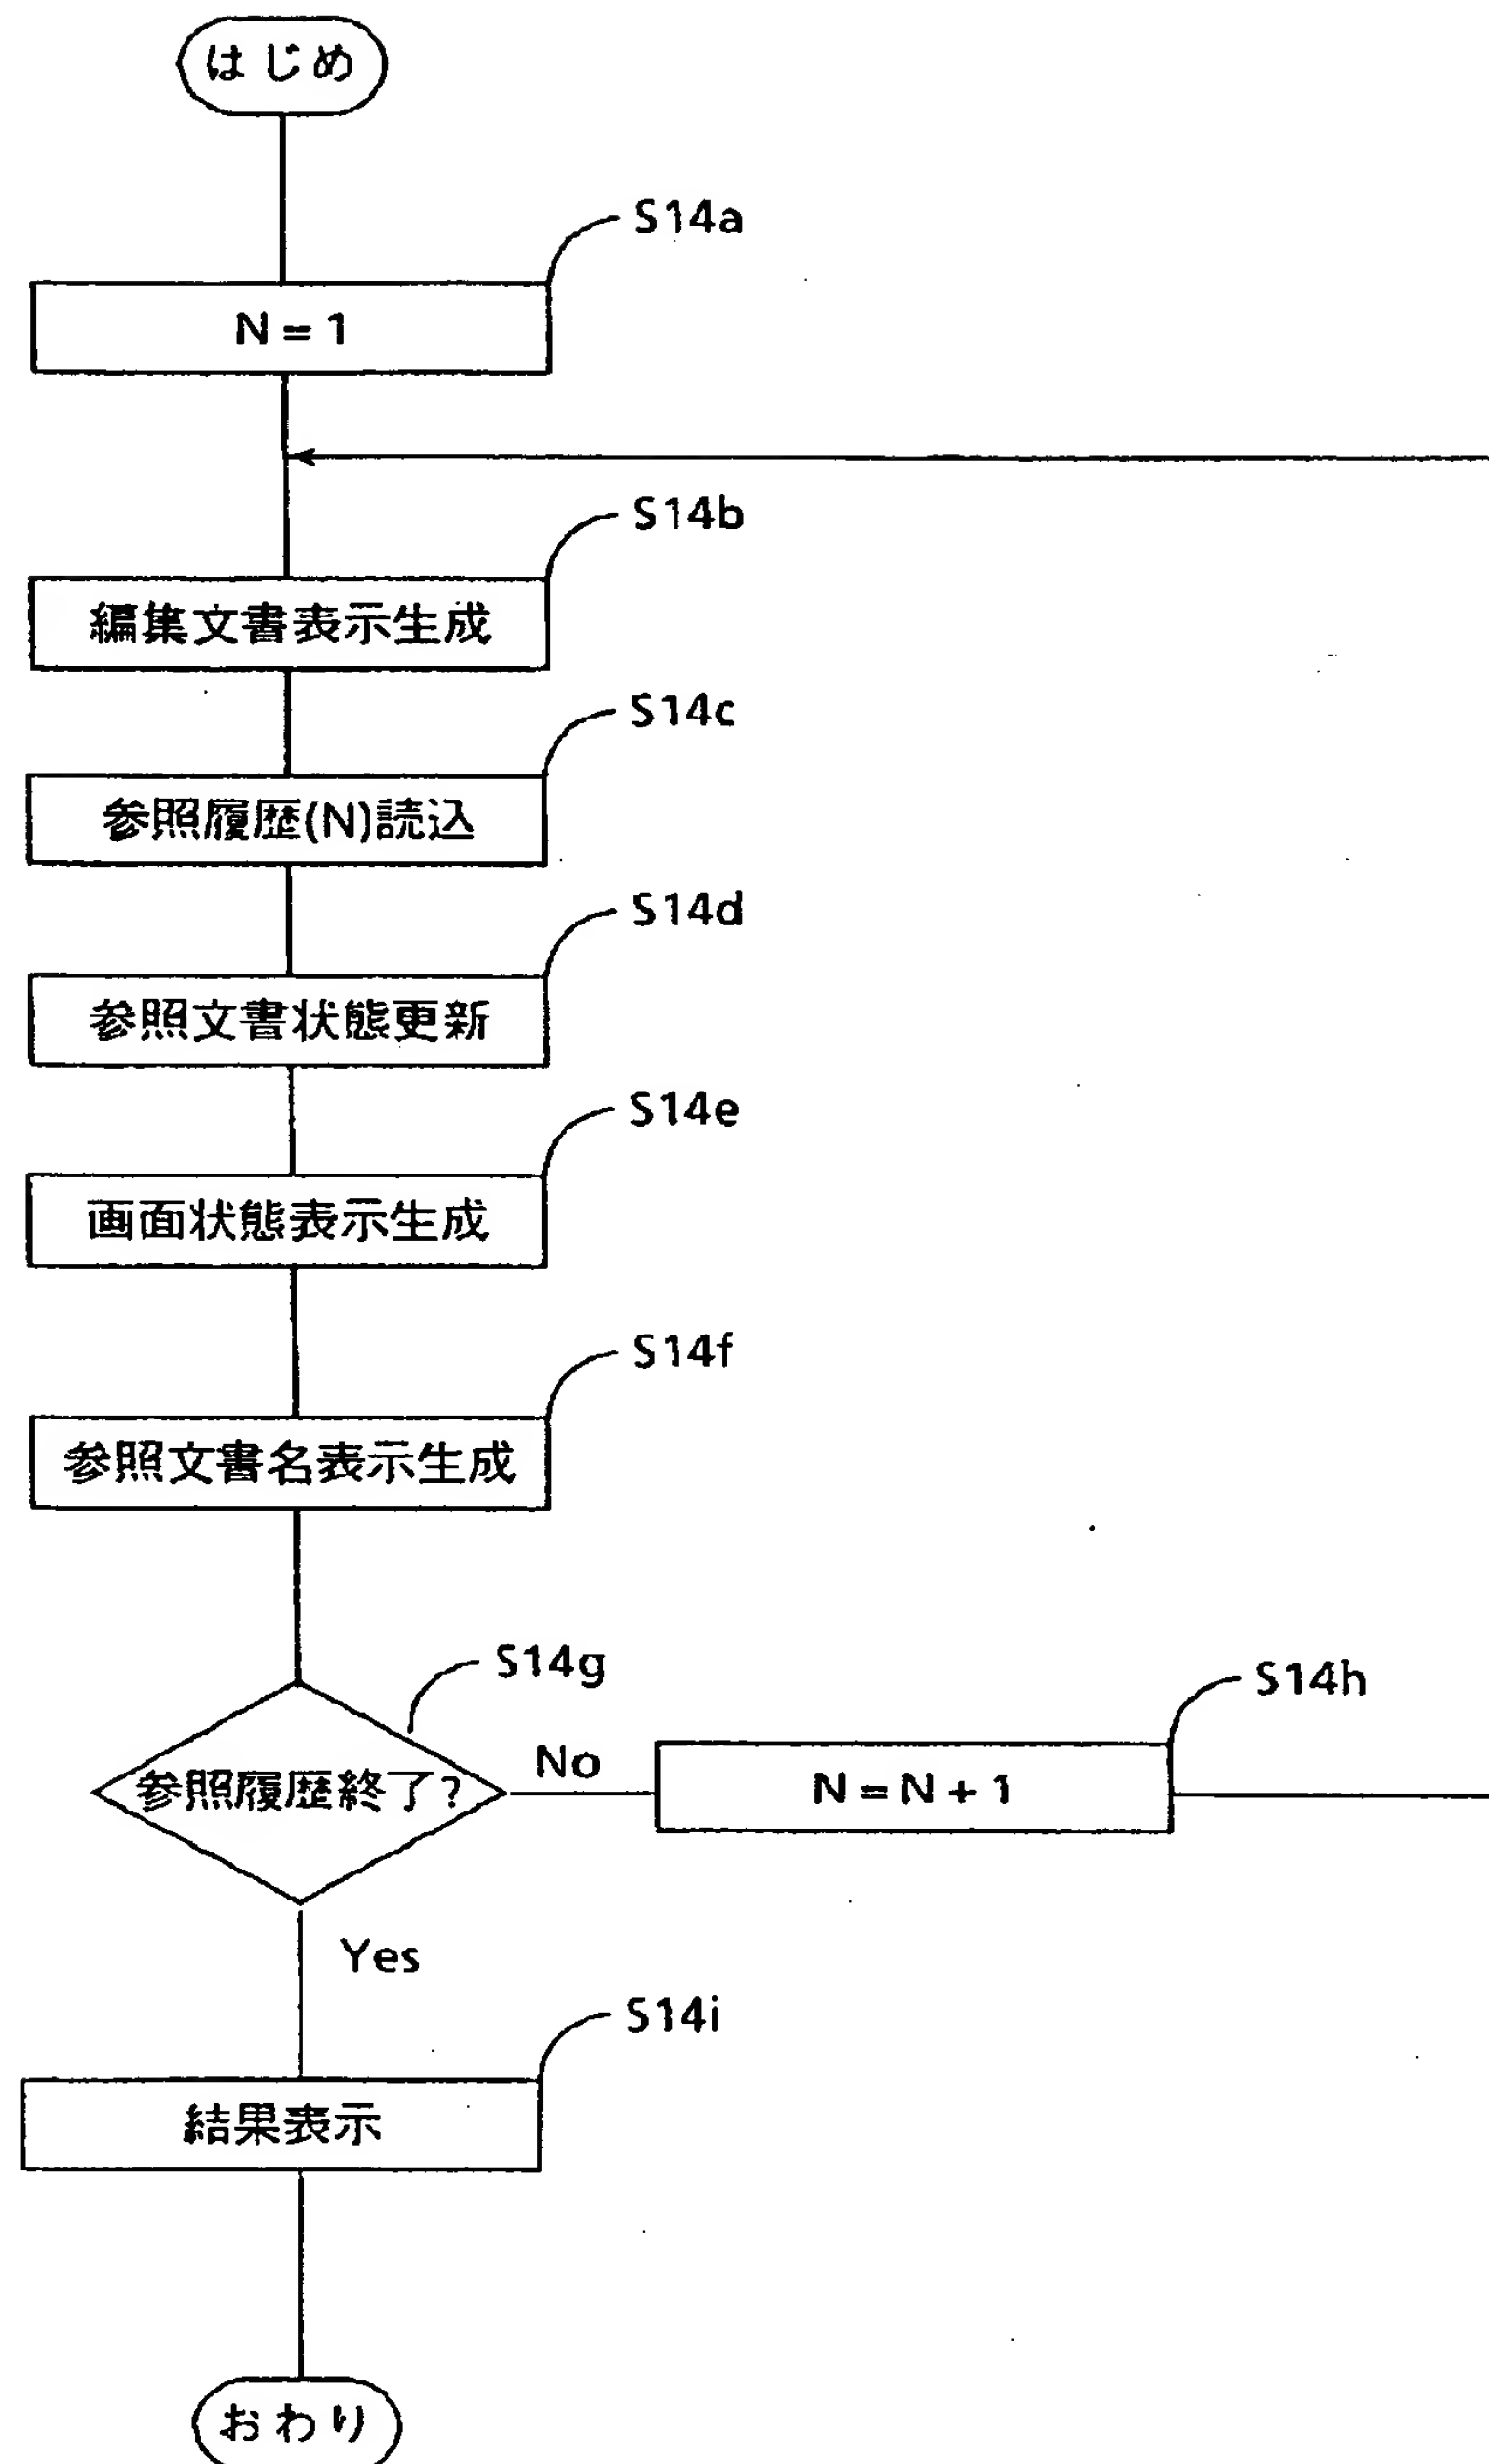 はじめ
S14a
N = 1
S14b
編集文書表示生成
S14c
参照履歴(N)読込
S14d
参照文書状態更新
S14e
画面状態表示生成
S14f
参照文書名表示生成
S14g
参照履歴終了?
No
S14h
N = N + 1
Yes
S14i
結果表示
おわり